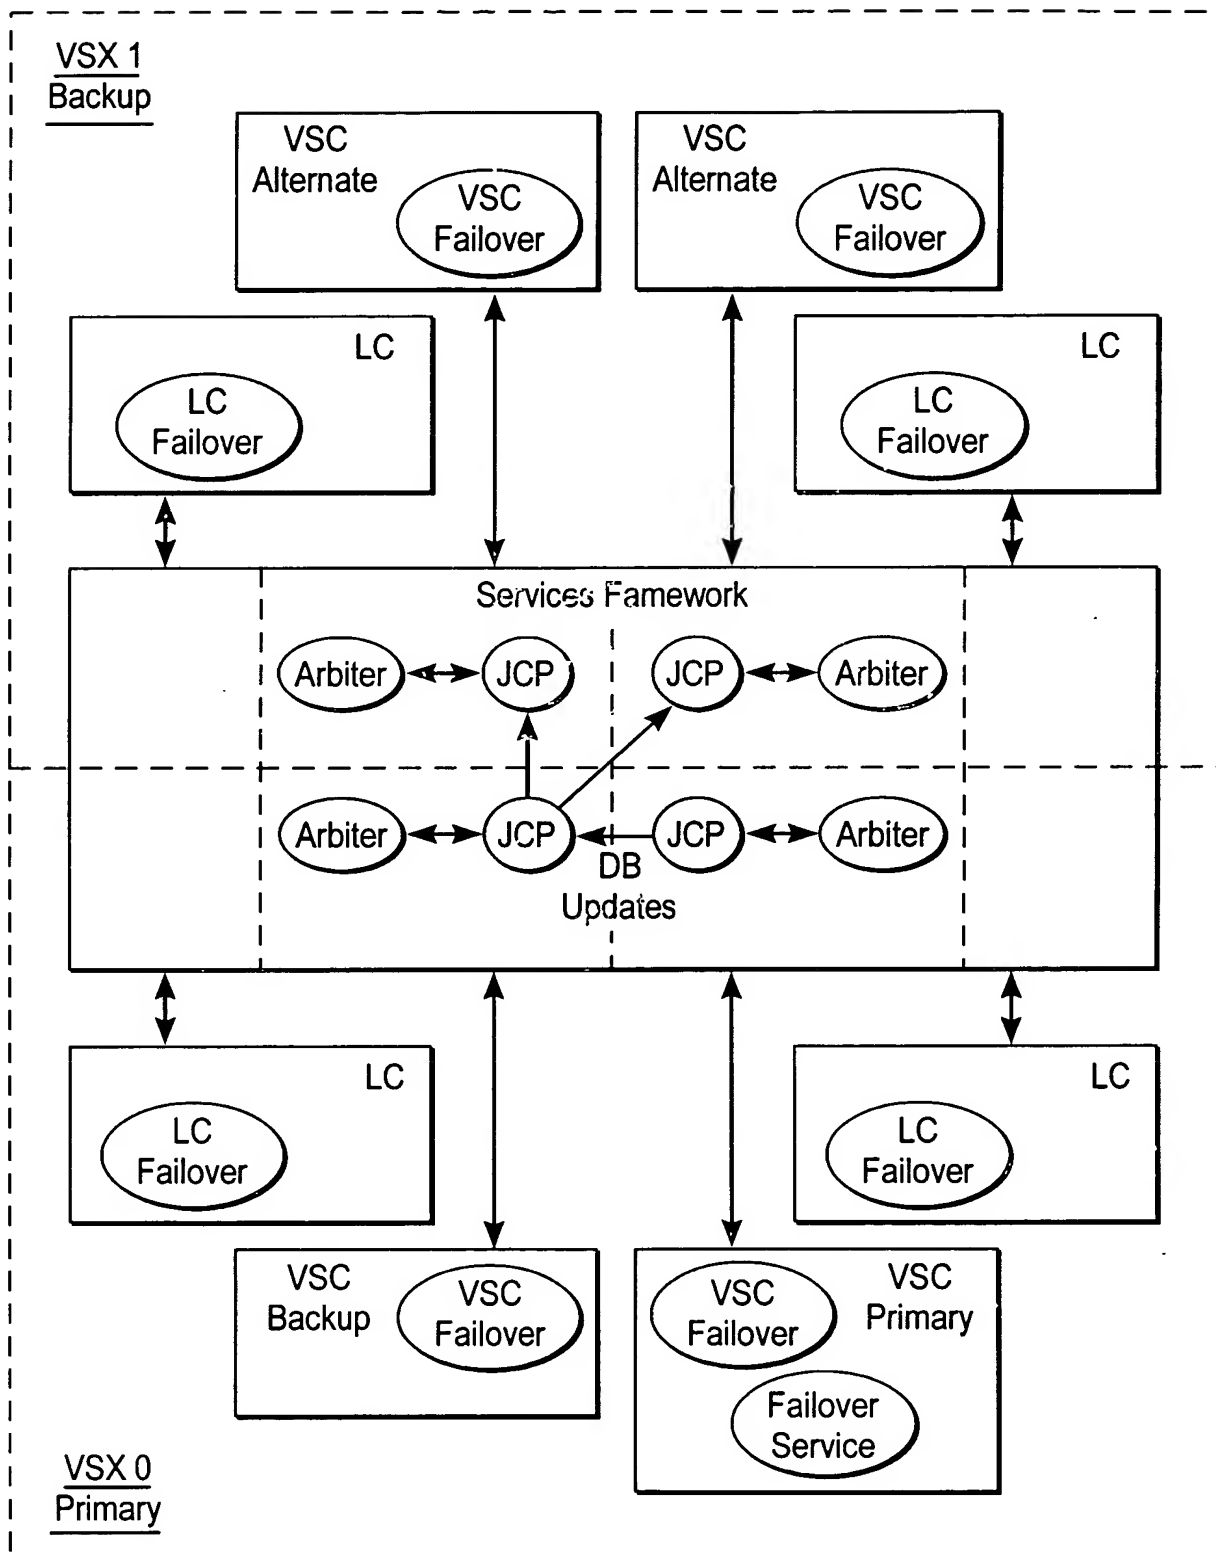 VSX 1
Backup
VSC
Alternate
VSC
Failover
VSC
Alternate
VSC
Failover
LC
LC
Failover
LC
LC
Failover
Services Famework
Arbiter
JCP
JCP
Arbiter
Arbiter
JCP
JCP
Arbiter
DB
Updates
LC
LC
Failover
LC
LC
Failover
VSC
Backup
VSC
Failover
VSC
Failover
VSC
Primary
Failover
Service
VSX 0
Primary